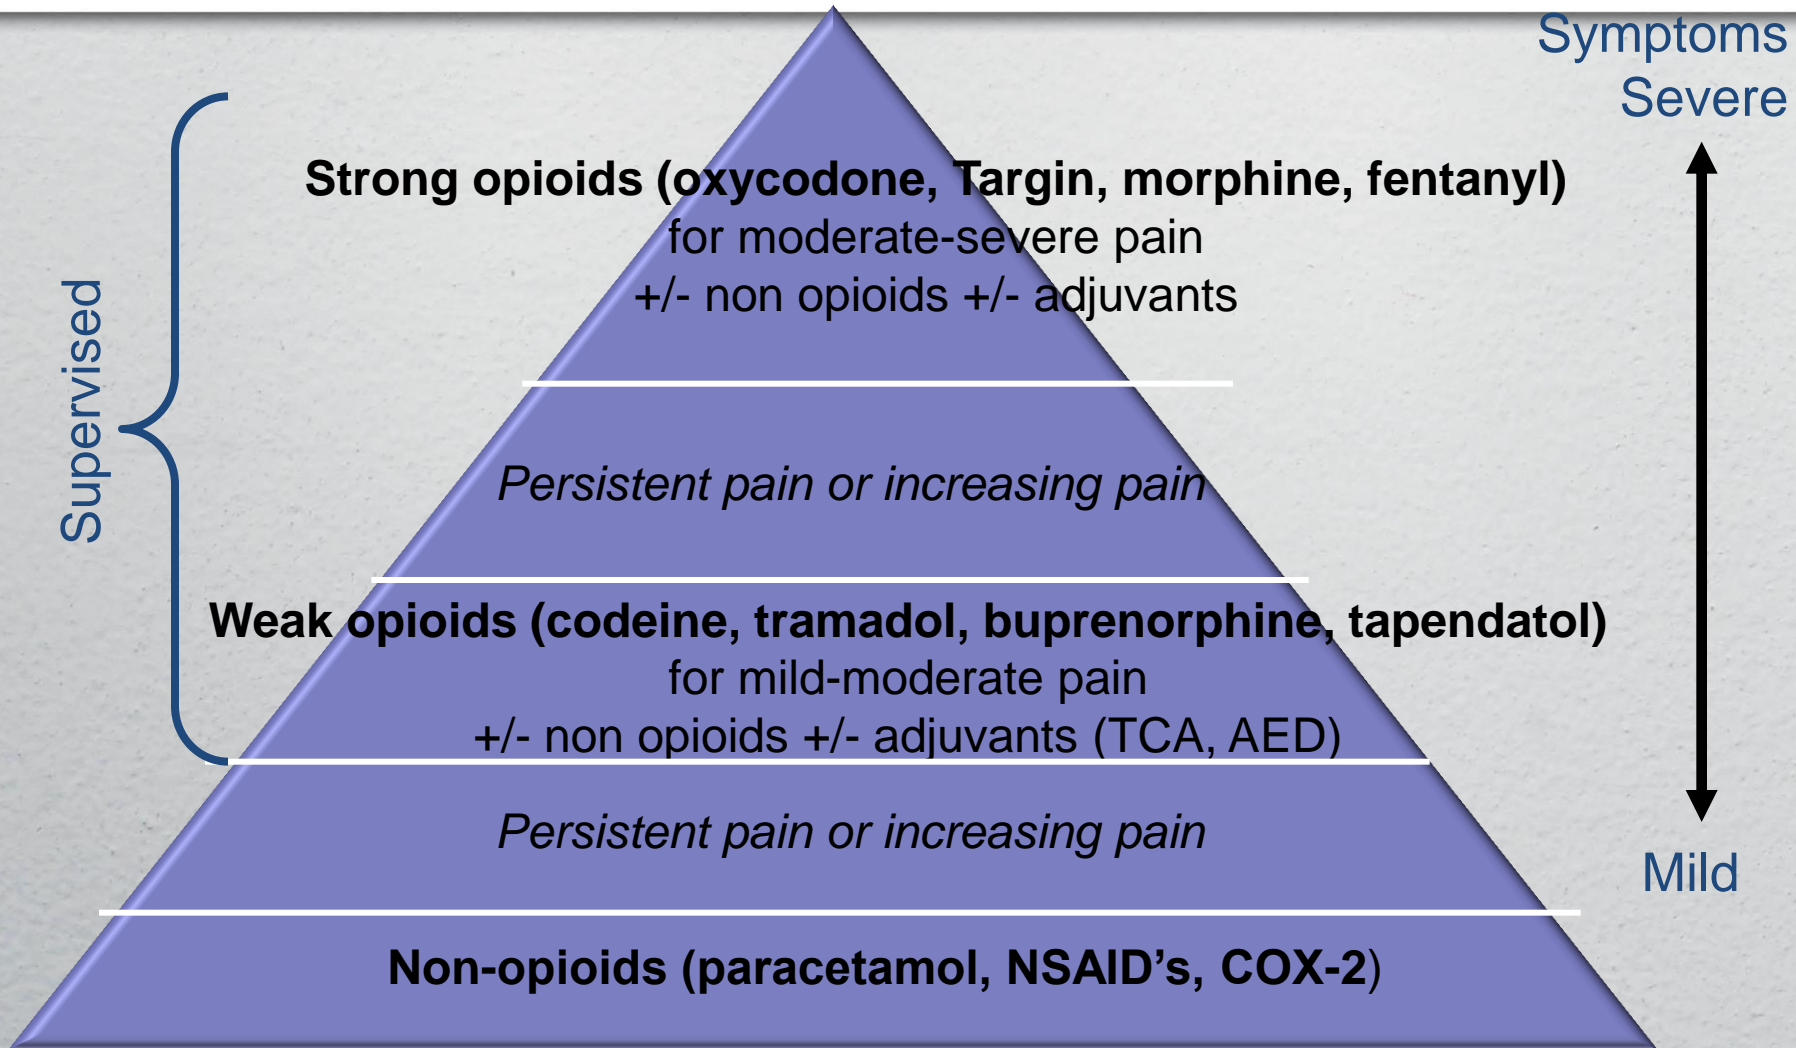 Symptoms
Severe
Strong opioids (oxycodone, Targin, morphine, fentanyl)
for moderate-severe pain
+/- non opioids +/- adjuvants
Supervised
Persistent pain or increasing pain
Weak opioids (codeine, tramadol, buprenorphine, tapendatol)
for mild-moderate pain
+/- non opioids +/- adjuvants (TCA, AED)
Persistent pain or increasing pain
Mild
Non-opioids (paracetamol, NSAID’s, COX-2)